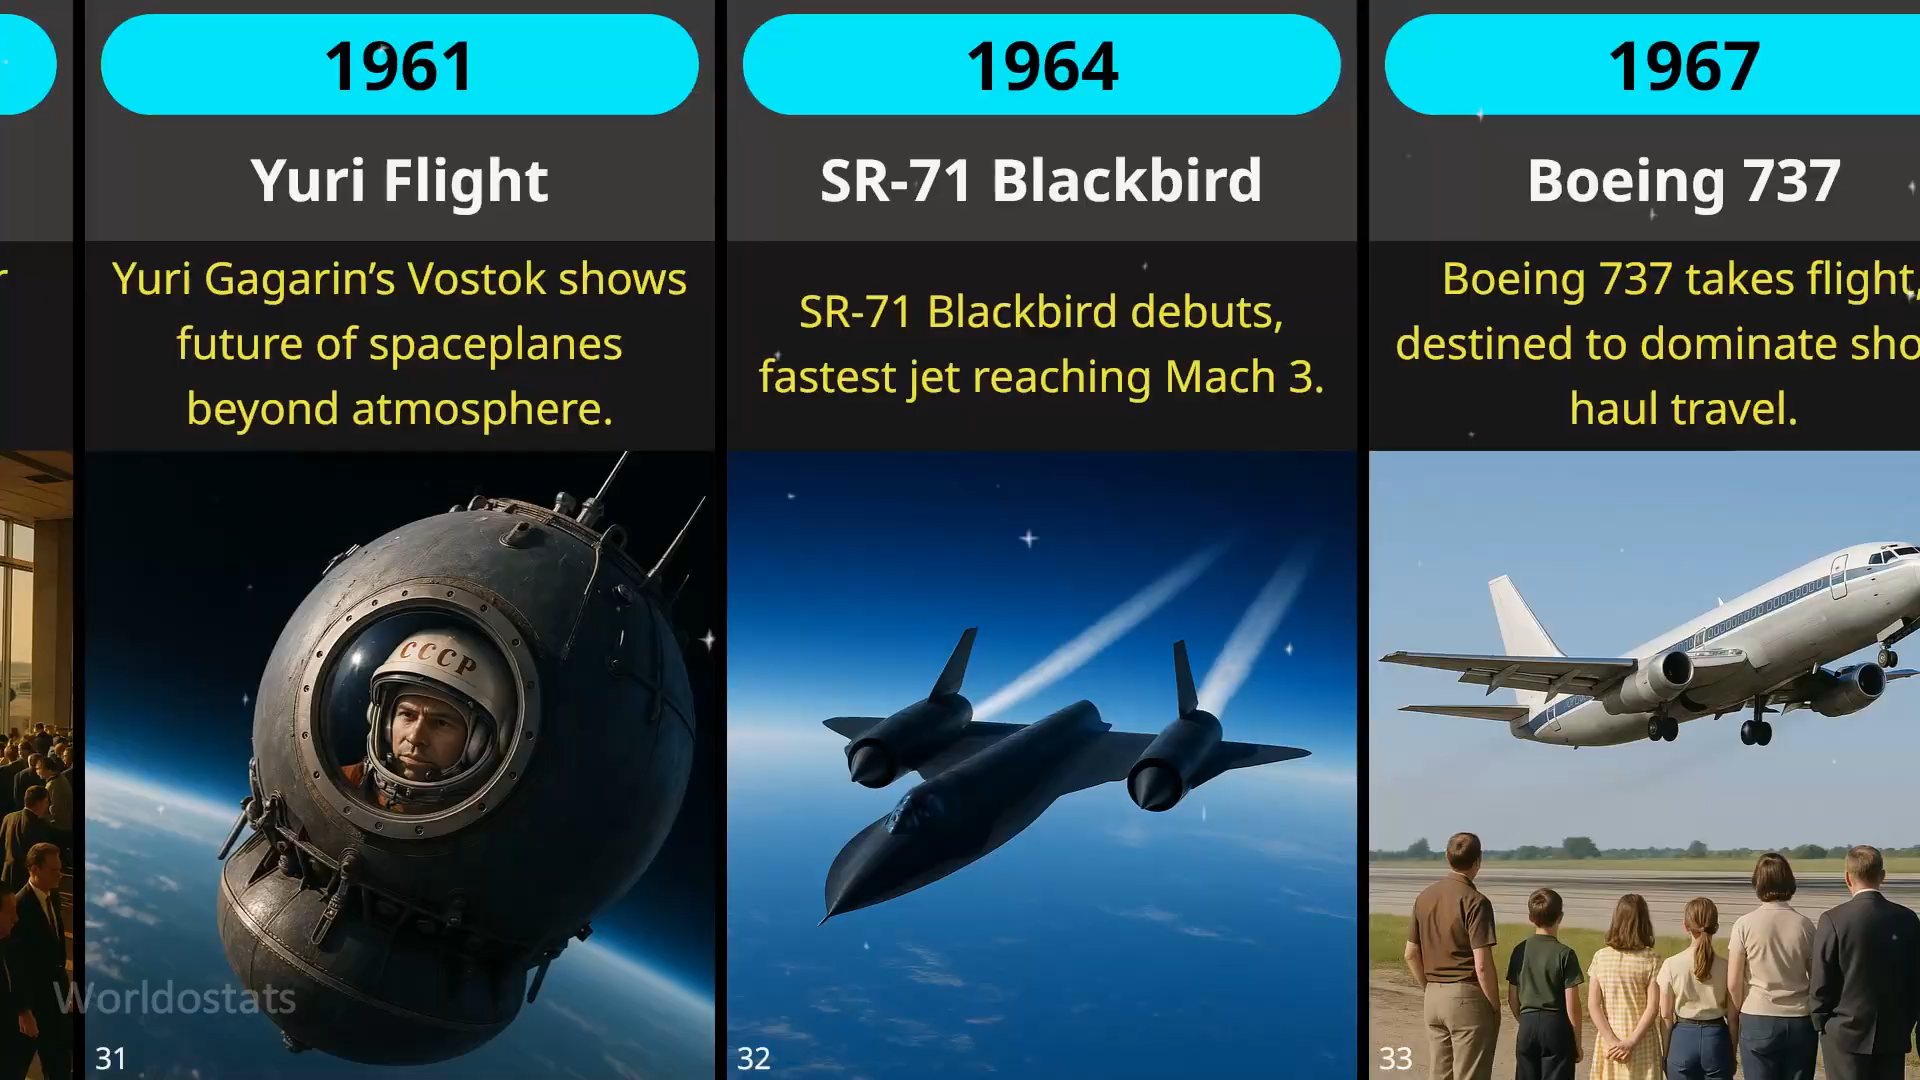 1961
Yuri Flight
Yuri Gagarin’s Vostok shows
future of spaceplanes
beyond atmosphere.
CCCP
Worldostats
31
1964
SR-71 Blackbird
SR-71 Blackbird debuts,
fastest jet reaching Mach 3.
32
1967
Boeing 737
Boeing 737 takes flight,
destined to dominate
haul travel.
33